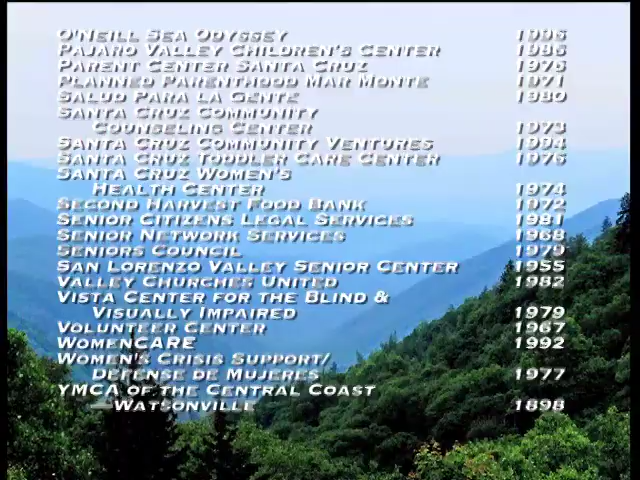 O'Neill Sea Odyssey 1996
Pajaro Valley Children's Center 1986
Parent Center Santa Cruz 1976
Planned Parenthood Mar Monte 1971
Salud Para la Gente 1980
Santa Cruz Community
Counseling Center 1973
Santa Cruz Community Ventures 1994
Santa Cruz Toddler Care Center 1976
Santa Cruz Women's
Health Center 1974
Second Harvest Food Bank 1972
Senior Citizens Legal Services 1981
Senior Network Services 1968
Seniors Council 1979
San Lorenzo Valley Senior Center 1955
Valley Churches United 1982
Vista Center for the Blind &
Visually Impaired 1979
Volunteer Center 1967
WomenCARE 1992
Women's Crisis Support/
Defense de Mujeres 1977
YMCA of the Central Coast
—Watsonville 1898